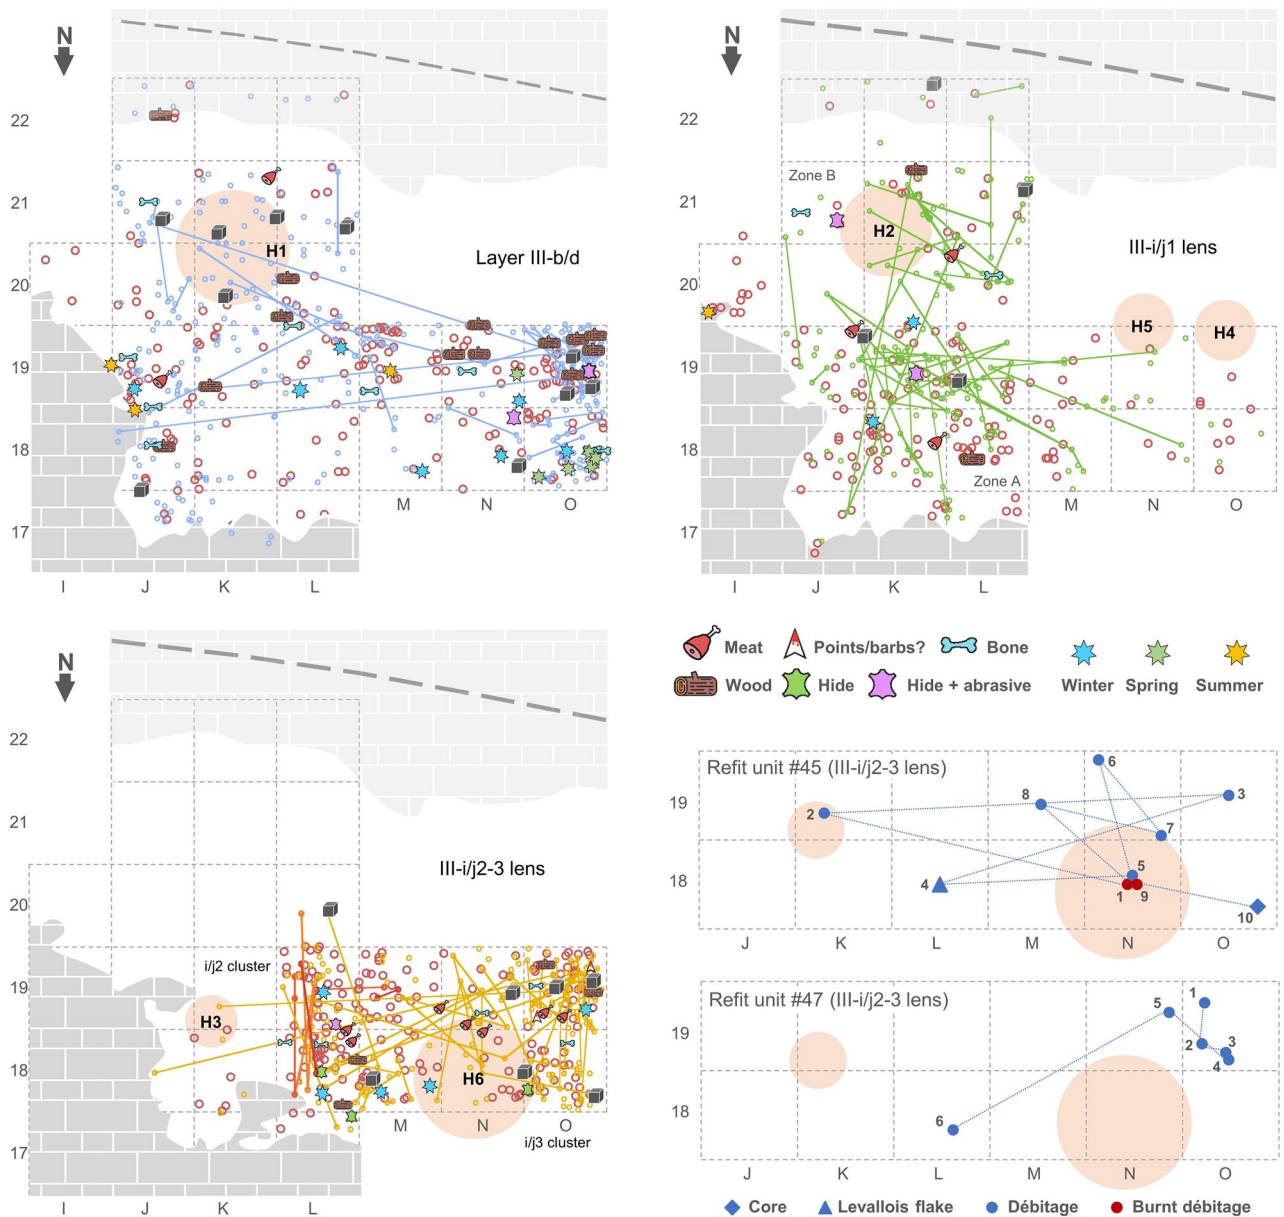 N
22
21
20
19
18
17
H1
Layer III-b/d
M N O
I J K L
N
22
21
20
19
18
17
Zone B
H2
III-i/j1 lens
H5
H4
Zone A
M N O
I J K L
Meat Points/barbs? Bone
Wood Hide Hide + abrasive Winter Spring Summer
N
22
21
20
19
18
17
III-i/j2-3 lens
i/j2 cluster
H3
H6
M N O
i/j3 cluster
I J K L
Refit unit #45 (III-i/j2-3 lens)
6
19
8
3
2
7
5
18
4
1 9
10
J K L M N O
Refit unit #47 (III-i/j2-3 lens)
5 1
19
2 3
4
18
6
J K L M N O
Core Levallois flake Débitage Burnt débitage